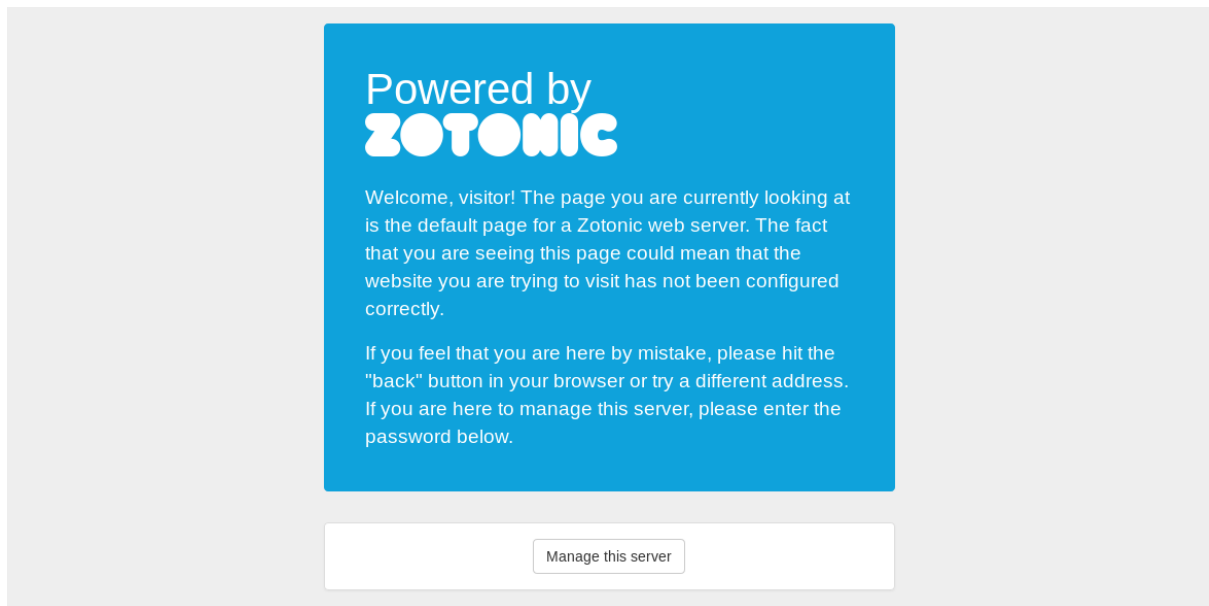 Powered by
ZOTONIC
Welcome, visitor! The page you are currently looking at
is the default page for a Zotonic web server. The fact
that you are seeing this page could mean that the
website you are trying to visit has not been configured
correctly.
If you feel that you are here by mistake, please hit the
"back" button in your browser or try a different address.
If you are here to manage this server, please enter the
password below.
Manage this server